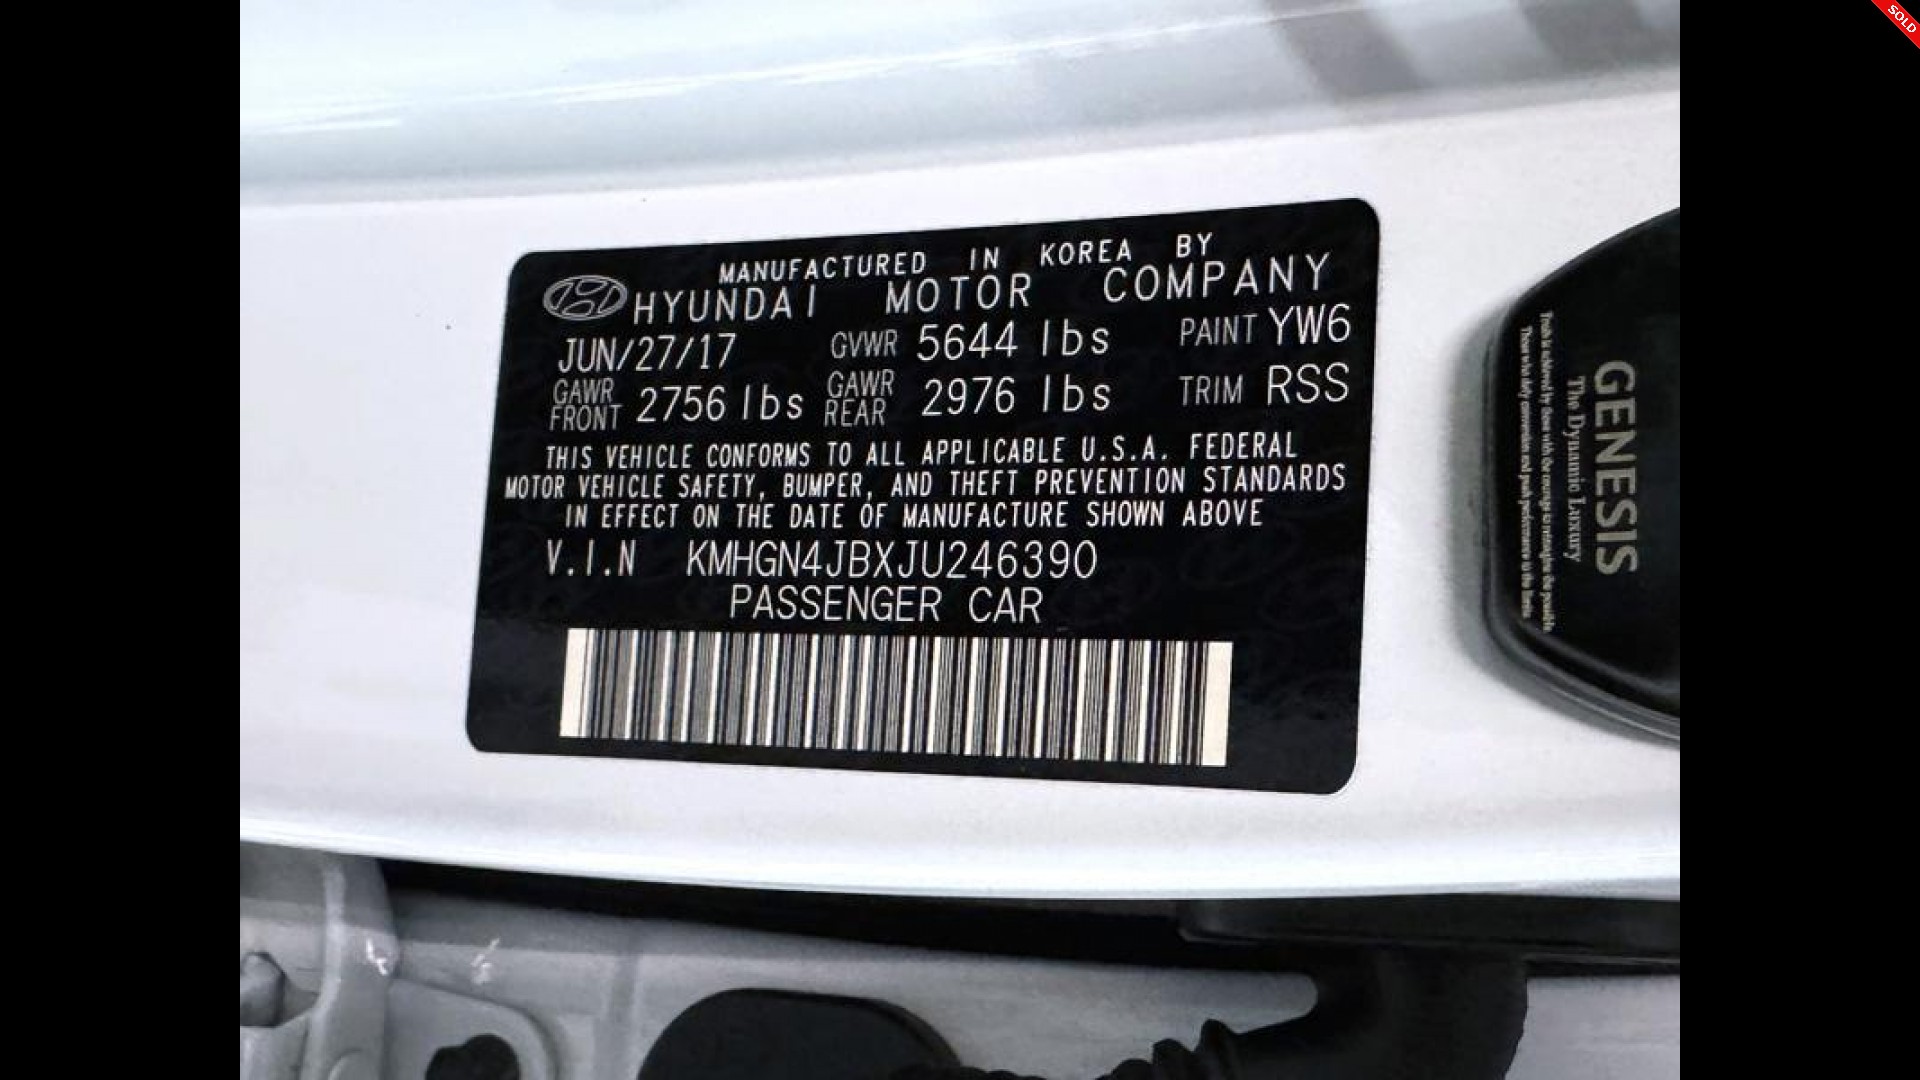 SOLD
MANUFACTURED IN KOREA BY
HYUNDAI MOTOR COMPANY
JUN/27/17 GVWR 5644 lbs PAINT YW6
GAWR FRONT 2756 lbs GAWR REAR 2976 lbs TRIM RSS
THIS VEHICLE CONFORMS TO ALL APPLICABLE U.S.A. FEDERAL
MOTOR VEHICLE SAFETY, BUMPER, AND THEFT PREVENTION STANDARDS
IN EFFECT ON THE DATE OF MANUFACTURE SHOWN ABOVE
V.I.N KMHGN4JBXJU246390
PASSENGER CAR
GENESIS
The Dynamic Luxury